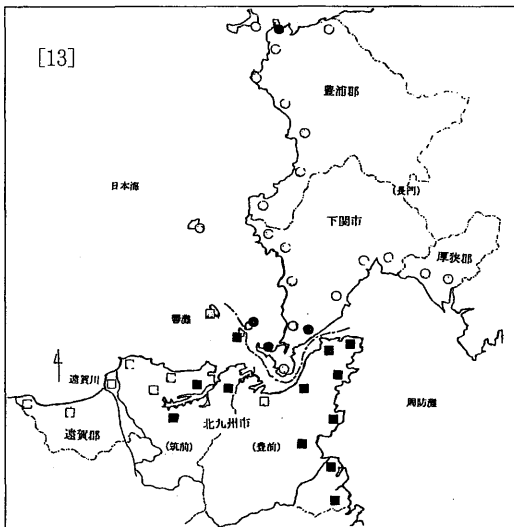 [13]
豊浦郡
日本海
(長門)
下関市
厚狭郡
響灘
遠賀川
周防灘
北九州市
遠賀郡
(筑前)
(豊前)